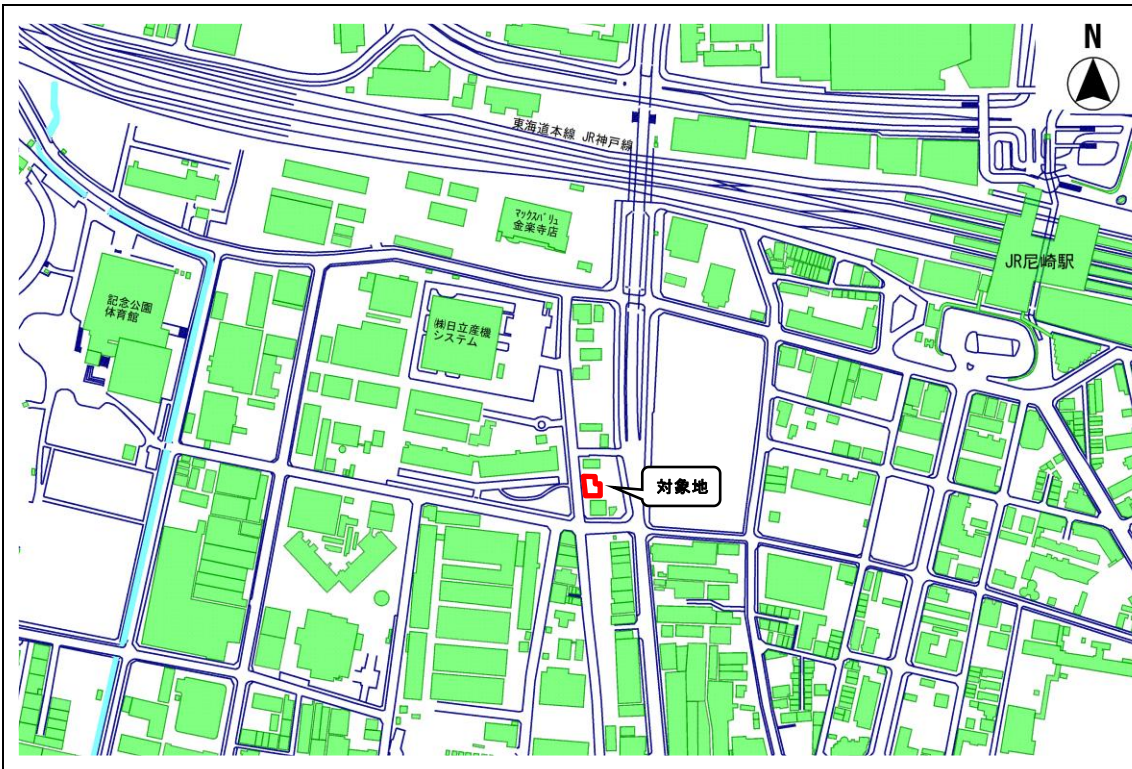 N
東海道本線 JR神戸線
マックスバリュ
金楽寺店
JR尼崎駅
記念公園
体育館
㈱日立産機
システム
対象地